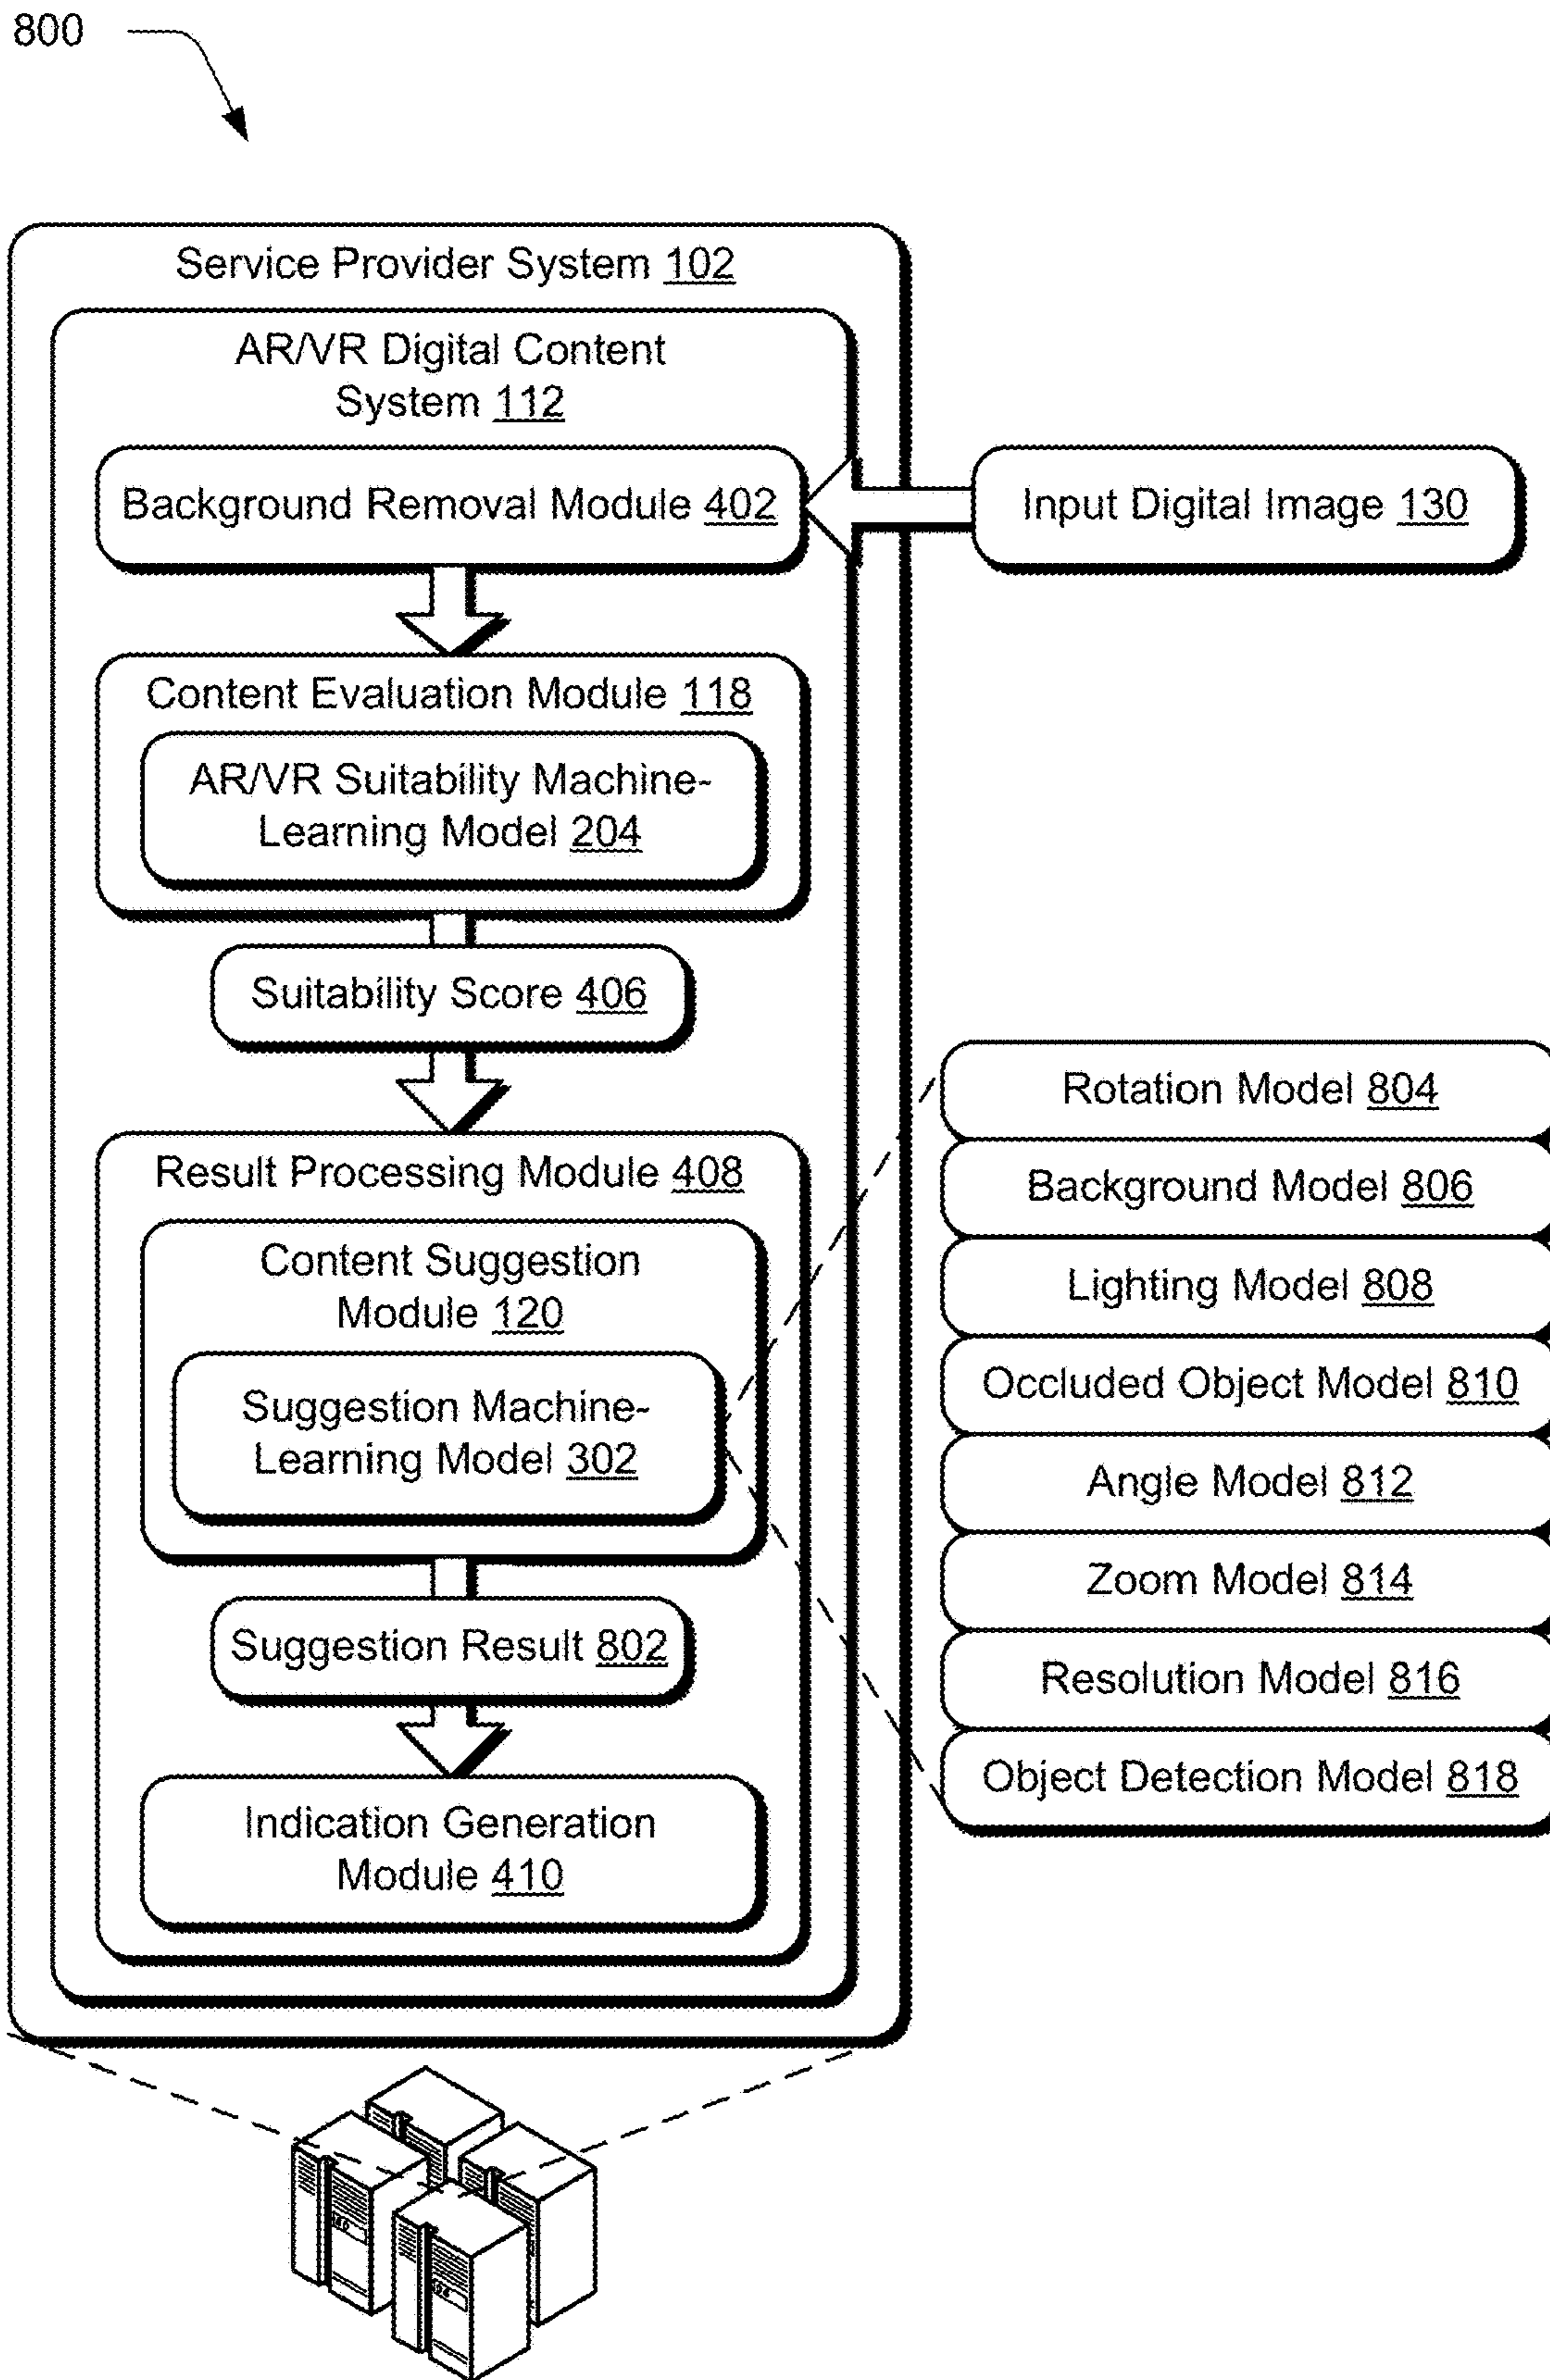 800
Service Provider System 102
AR/VR Digital Content
System 112
Background Removal Module 402
Input Digital Image 130
Content Evaluation Module 118
AR/VR Suitability Machine-
Learning Model 204
Suitability Score 406
Result Processing Module 408
Content Suggestion
Module 120
Suggestion Machine-
Learning Model 302
Suggestion Result 802
Indication Generation
Module 410
Rotation Model 804
Background Model 806
Lighting Model 808
Occluded Object Model 810
Angle Model 812
Zoom Model 814
Resolution Model 816
Object Detection Model 818